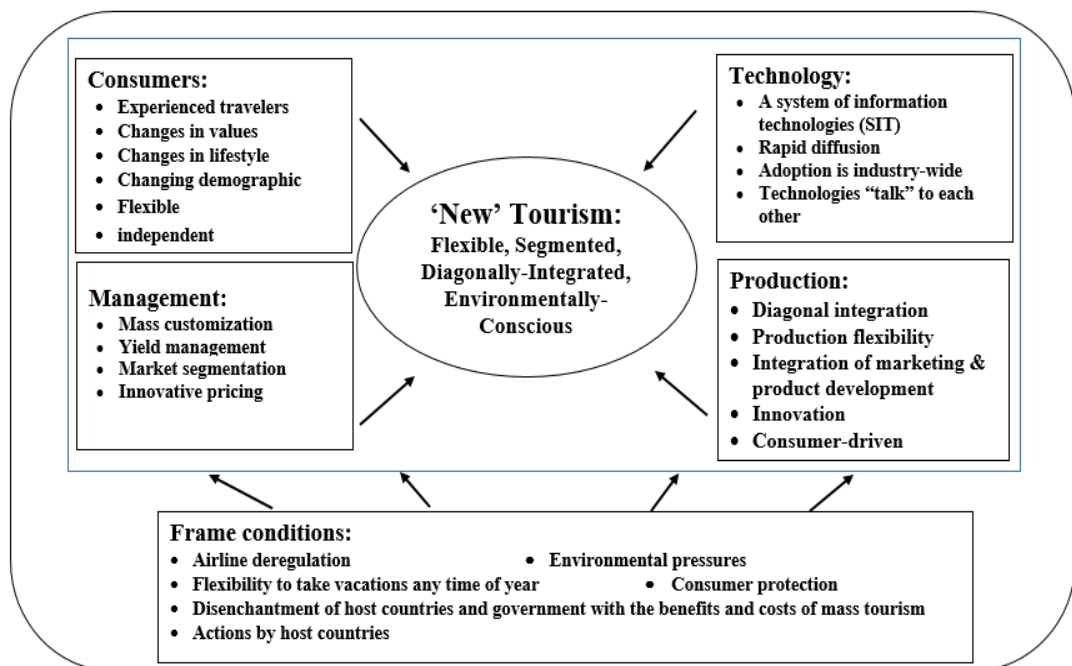 Consumers:
• Experienced travelers
• Changes in values
• Changes in lifestyle
• Changing demographic
• Flexible
• independent
Management:
• Mass customization
• Yield management
• Market segmentation
• Innovative pricing
‘New’ Tourism:
Flexible, Segmented,
Diagonally-Integrated,
Environmentally-
Conscious
Technology:
• A system of information
technologies (SIT)
• Rapid diffusion
• Adoption is industry-wide
• Technologies “talk” to each
other
Production:
• Diagonal integration
• Production flexibility
• Integration of marketing &
product development
• Innovation
• Consumer-driven
Frame conditions:
• Airline deregulation • Environmental pressures
• Flexibility to take vacations any time of year • Consumer protection
• Disenchantment of host countries and government with the benefits and costs of mass tourism
• Actions by host countries